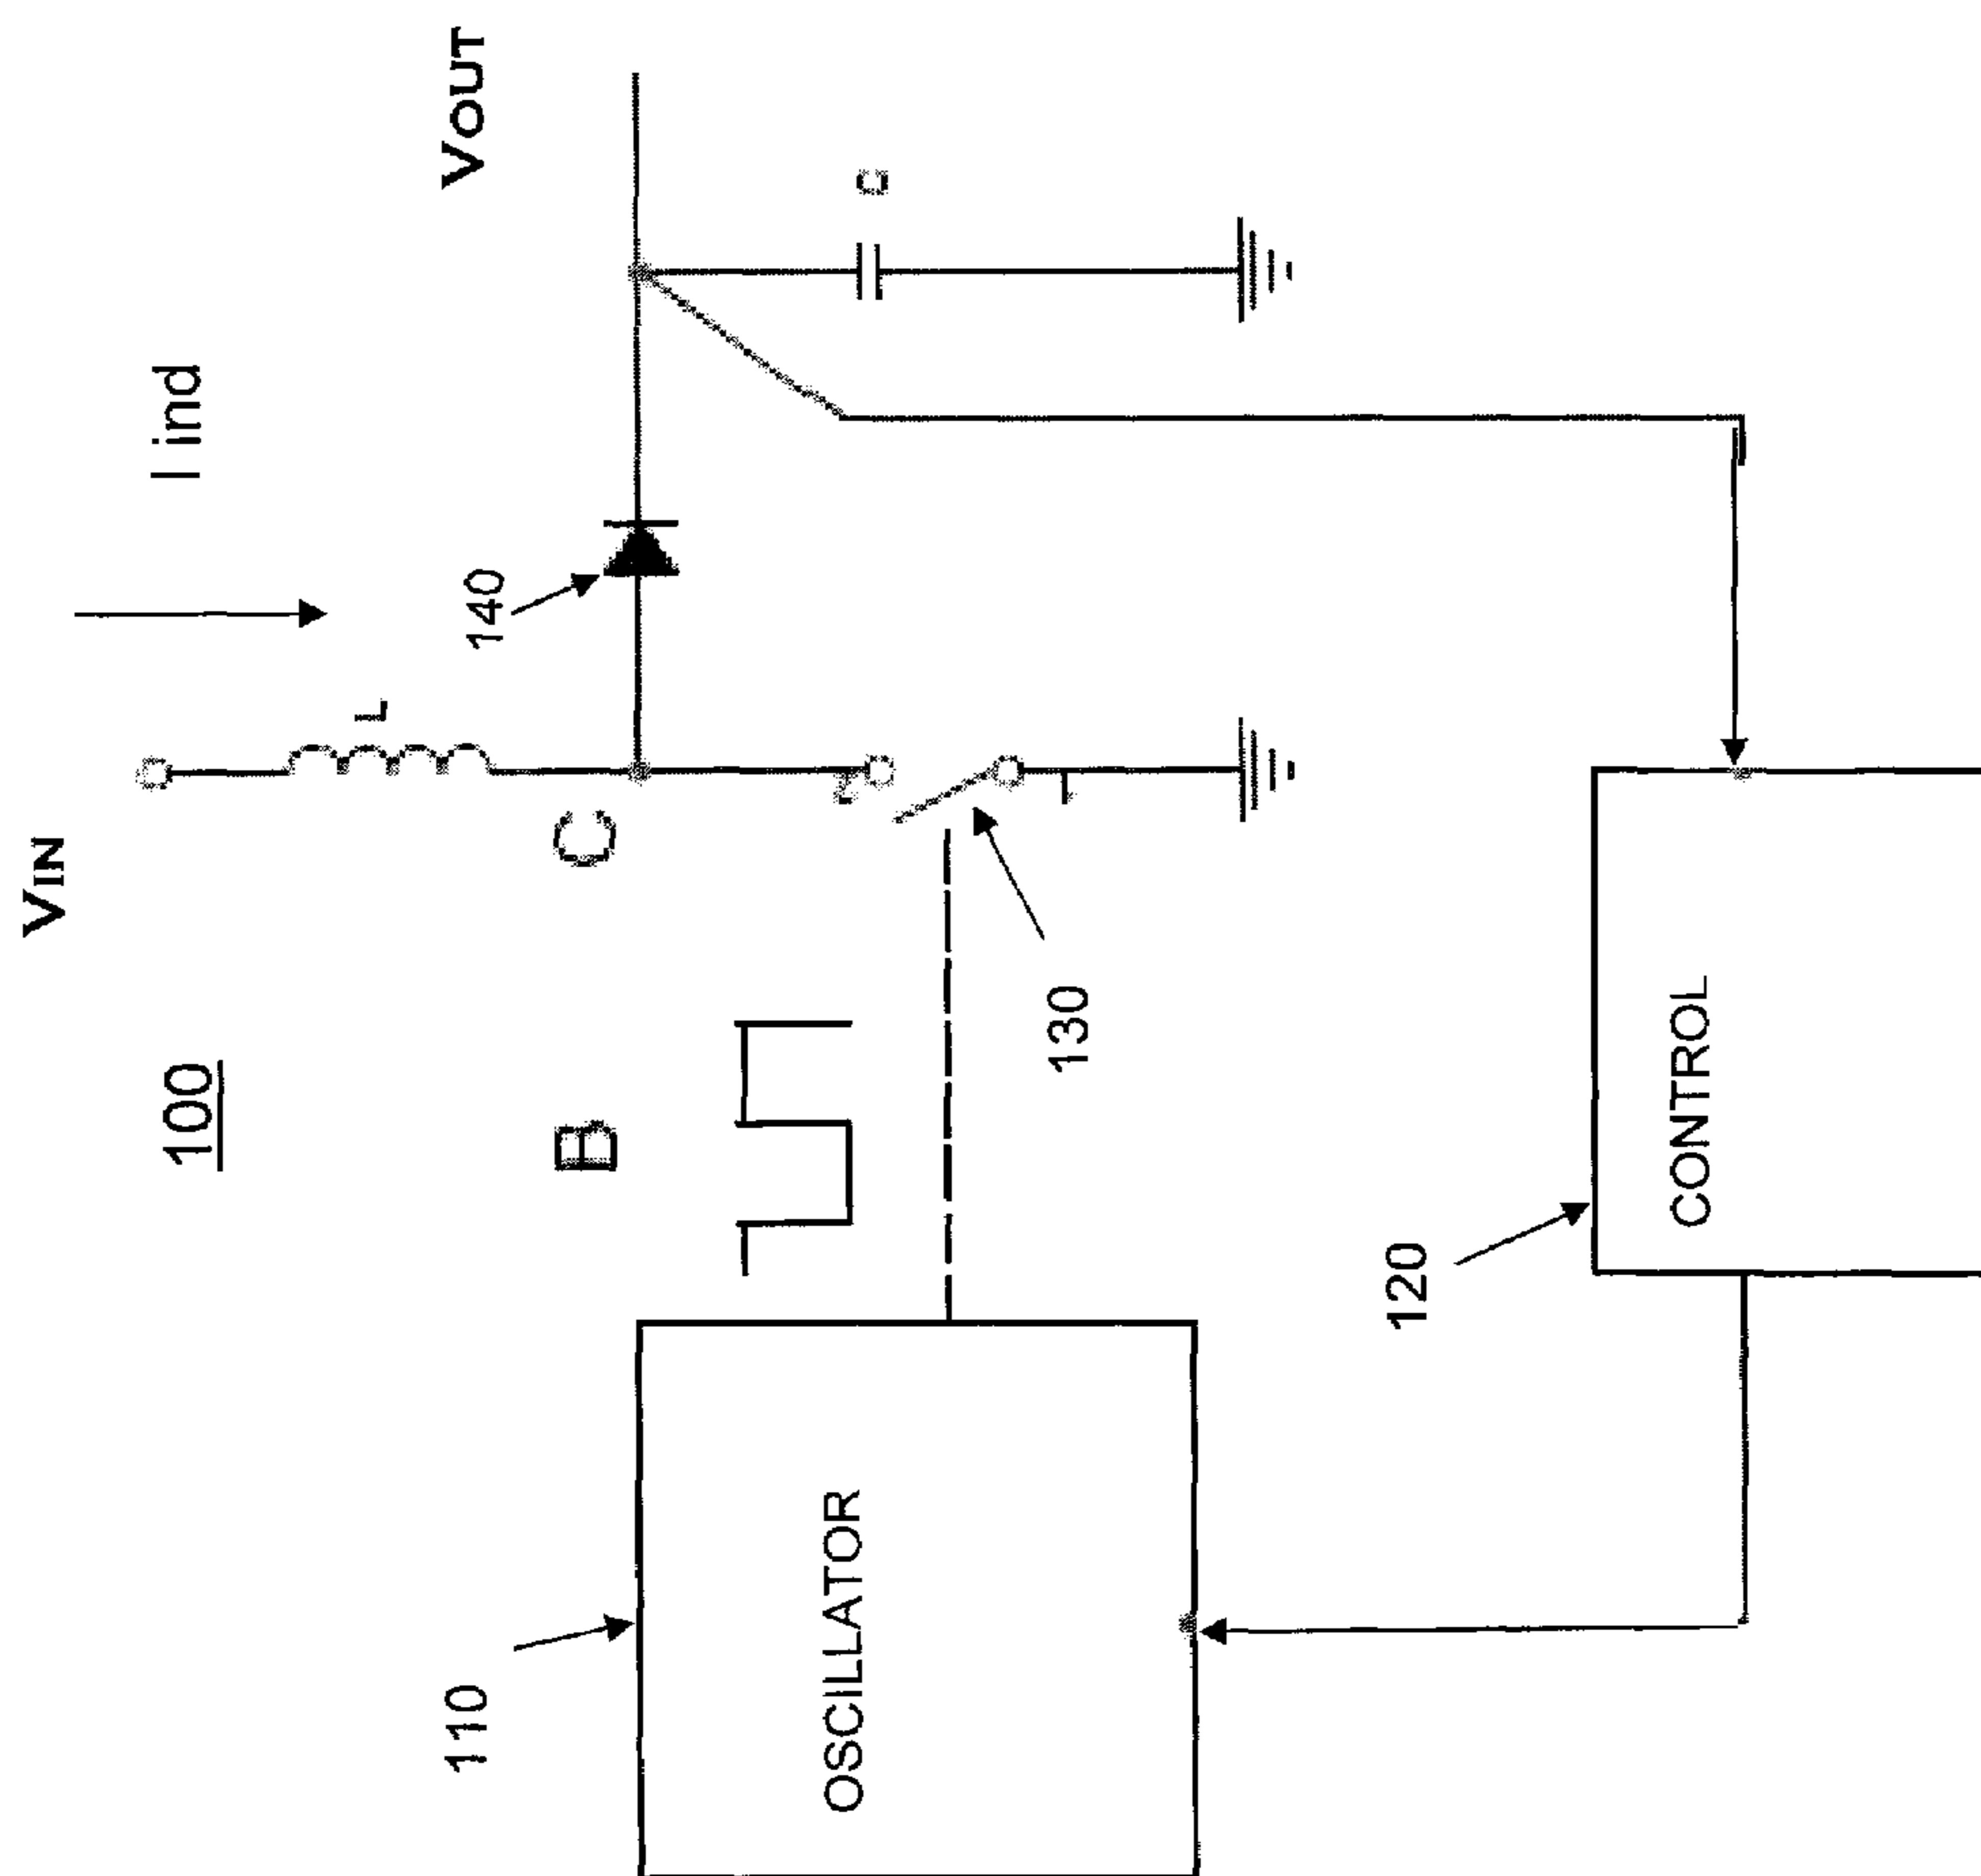 100
VIN
I ind
VOUT
L
140
C
C
B
2
1
130
110
OSCILLATOR
120
CONTROL